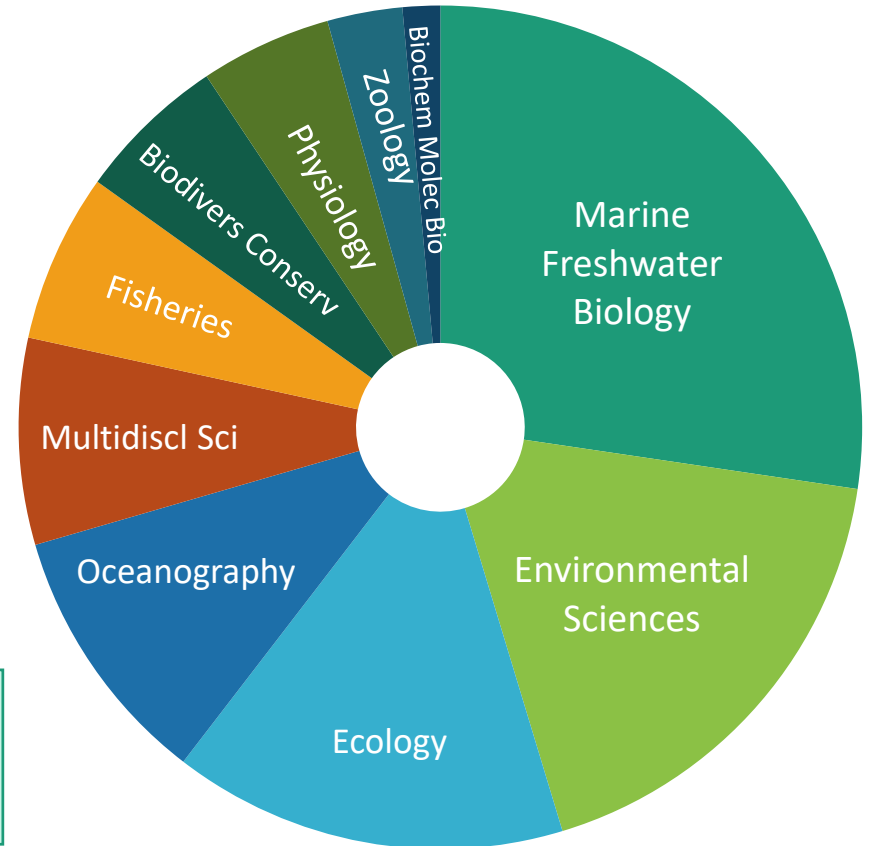 Marine
Freshwater
Biology
Environmental
Sciences
Ecology
Oceanography
Multidiscl Sci
Fisheries
Biodivers Conserv
Physiology
Zoology
Biochem Molec Bio